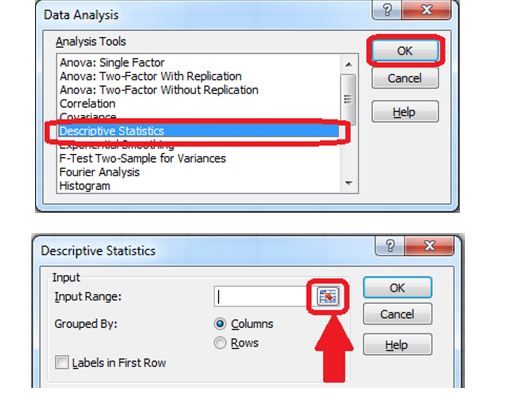 Data Analysis
?
Analysis Tools
Anova: Single Factor
Anova: Two-Factor With Replication
Anova: Two-Factor Without Replication
Correlation
Covariance
Descriptive Statistics
Exponential Smoothing
F-Test Two-Sample for Variances
Fourier Analysis
Histogram
OK
Cancel
Help
Descriptive Statistics
?
Input
Input Range:
Grouped By:
Columns
Rows
Labels in First Row
OK
Cancel
Help